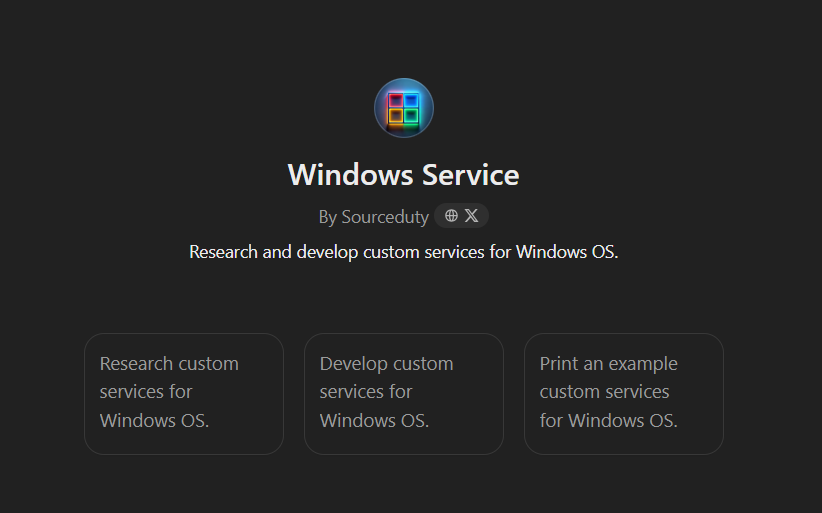 Windows Service
By Sourceduty
Research and develop custom services for Windows OS.
Research custom
services for
Windows OS.
Develop custom
services for
Windows OS.
Print an example
custom services
for Windows OS.